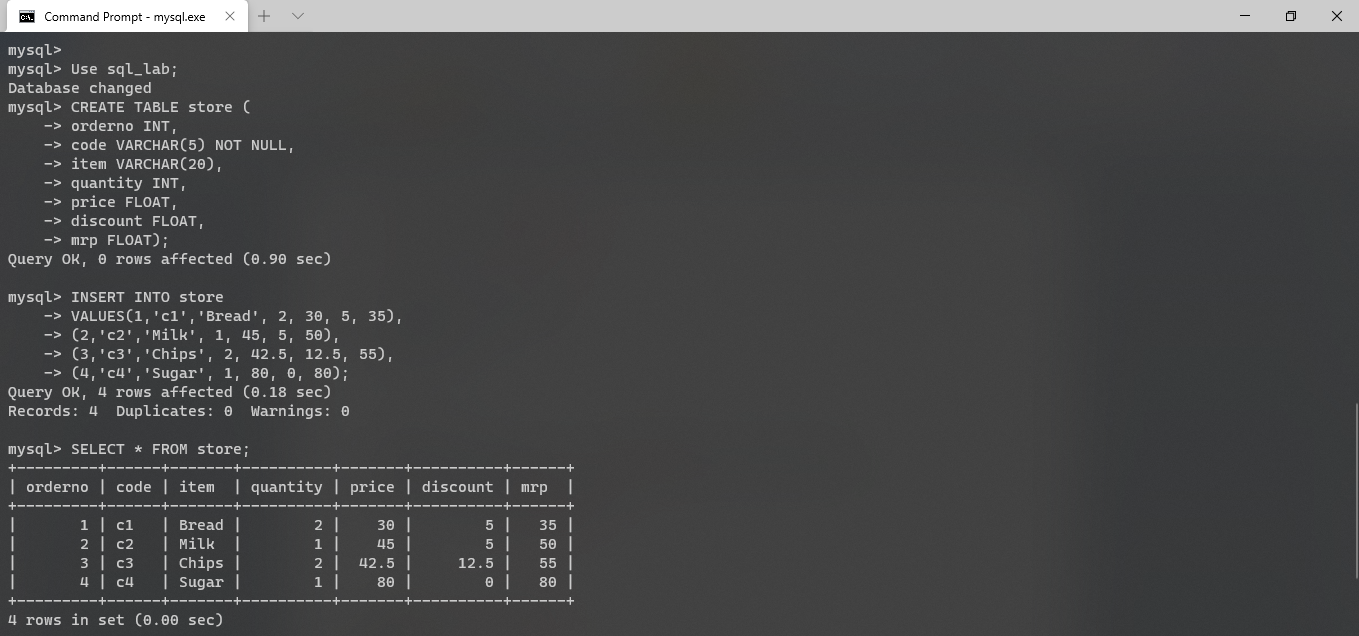 Command Prompt - mysql.exe
mysql>
mysql> Use sql_lab;
Database changed
mysql> CREATE TABLE store (
    -> orderno INT,
    -> code VARCHAR(5) NOT NULL,
    -> item VARCHAR(20),
    -> quantity INT,
    -> price FLOAT,
    -> discount FLOAT,
    -> mrp FLOAT);
Query OK, 0 rows affected (0.90 sec)

mysql> INSERT INTO store
    -> VALUES(1,'c1','Bread', 2, 30, 5, 35),
    -> (2,'c2','Milk', 1, 45, 5, 50),
    -> (3,'c3','Chips', 2, 42.5, 12.5, 55),
    -> (4,'c4','Sugar', 1, 80, 0, 80);
Query OK, 4 rows affected (0.18 sec)
Records: 4  Duplicates: 0  Warnings: 0

mysql> SELECT * FROM store;
+---------+------+-------+----------+-------+----------+------+
| orderno | code | item  | quantity | price | discount | mrp  |
+---------+------+-------+----------+-------+----------+------+
|       1 | c1   | Bread |        2 |    30 |        5 |   35 |
|       2 | c2   | Milk  |        1 |    45 |        5 |   50 |
|       3 | c3   | Chips |        2 |  42.5 |     12.5 |   55 |
|       4 | c4   | Sugar |        1 |    80 |        0 |   80 |
+---------+------+-------+----------+-------+----------+------+
4 rows in set (0.00 sec)